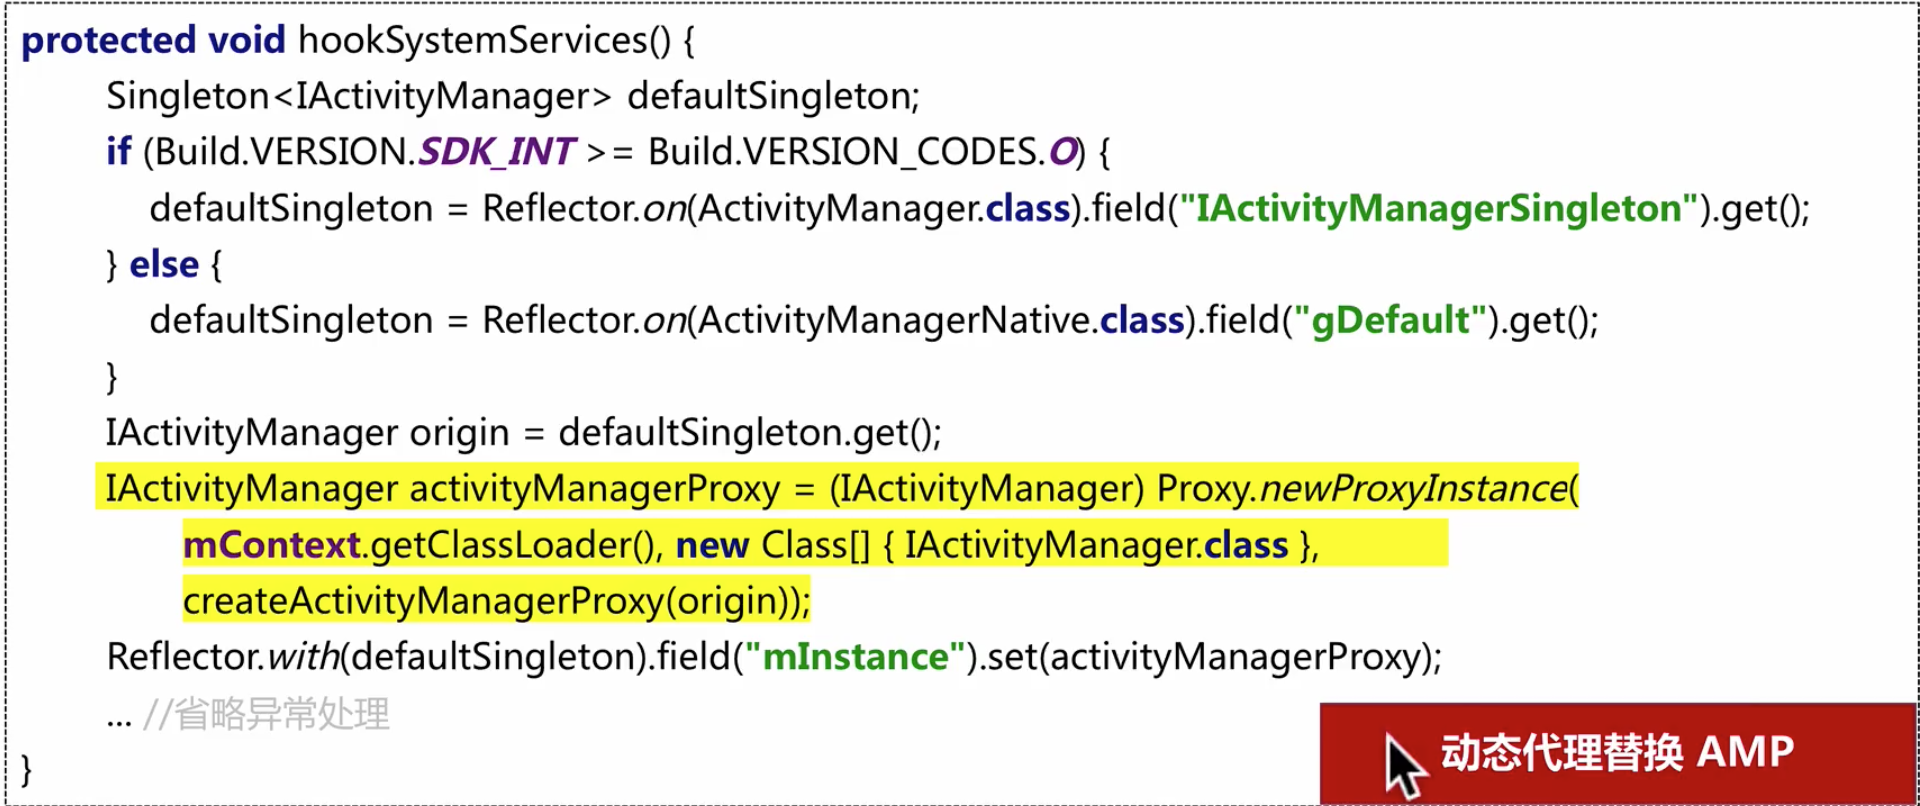 protected void hookSystemServices() {
Singleton<IActivityManager> defaultSingleton;
if (Build.VERSION.SDK_INT >= Build.VERSION_CODES.O) {
defaultSingleton = Reflector.on(ActivityManager.class).field("IActivityManagerSingleton").get();
} else {
defaultSingleton = Reflector.on(ActivityManagerNative.class).field("gDefault").get();
}
IActivityManager origin = defaultSingleton.get();
IActivityManager activityManagerProxy = (IActivityManager) Proxy.newProxyInstance(
mContext.getClassLoader(), new Class[] { IActivityManager.class },
createActivityManagerProxy(origin));
Reflector.with(defaultSingleton).field("mInstance").set(activityManagerProxy);
... //省略异常处理
}
动态代理替换 AMP